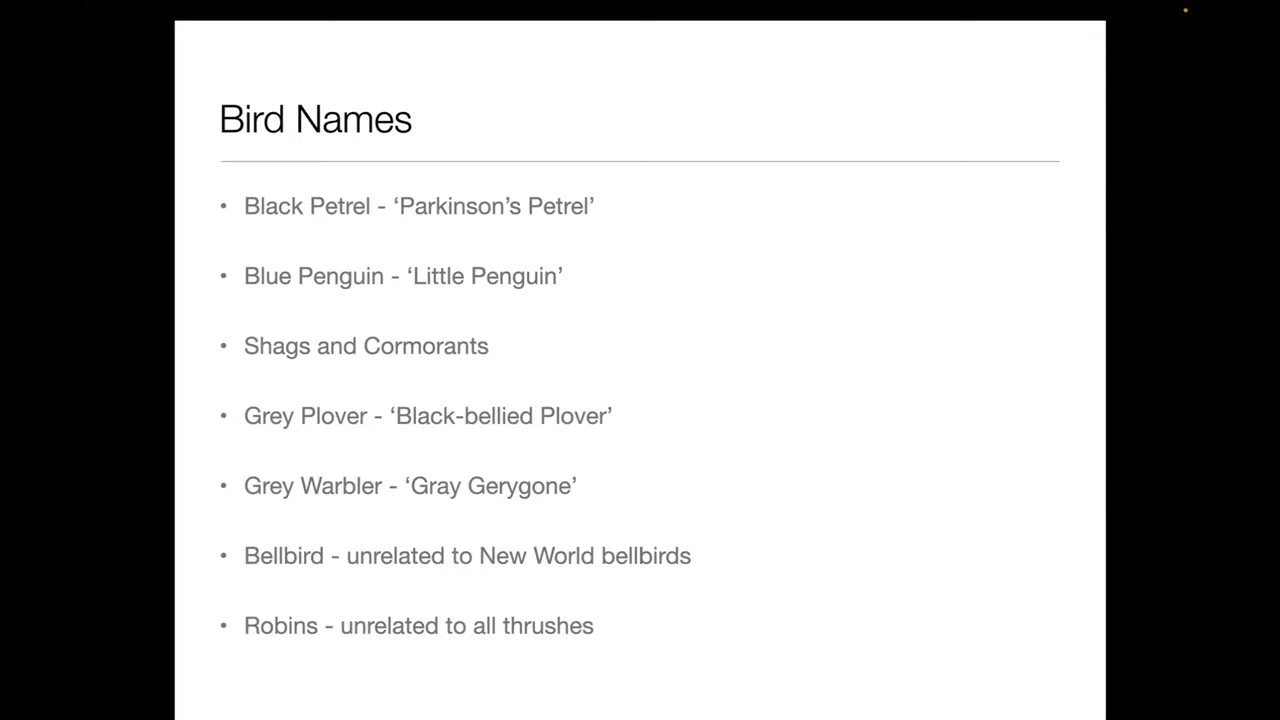 Bird Names
• Black Petrel - ‘Parkinson’s Petrel’
• Blue Penguin - ‘Little Penguin’
• Shags and Cormorants
• Grey Plover - ‘Black-bellied Plover’
• Grey Warbler - ‘Gray Gerygone’
• Bellbird - unrelated to New World bellbirds
• Robins - unrelated to all thrushes